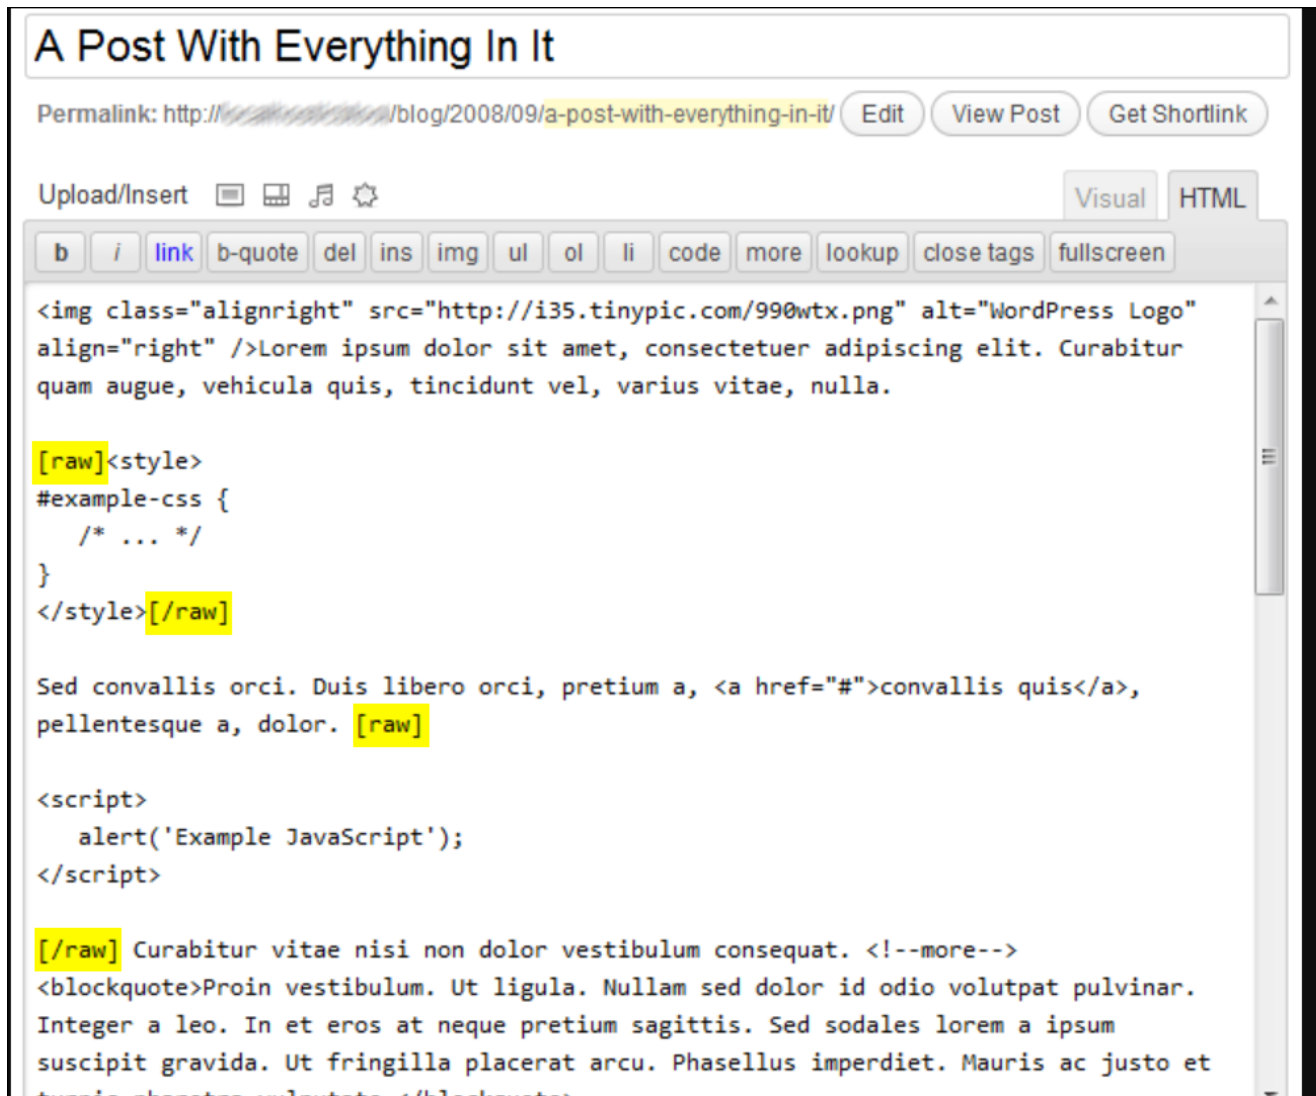 A Post With Everything In It
Permalink: http:///blog/2008/09/a-post-with-everything-in-it/ Edit View Post Get Shortlink
Upload/Insert Visual HTML
b i link b-quote del ins img ul ol li code more lookup close tags fullscreen
<img class="alignright" src="http://i35.tinypic.com/990wtx.png" alt="WordPress Logo"
align="right" />Lorem ipsum dolor sit amet, consectetuer adipiscing elit. Curabitur
quam augue, vehicula quis, tincidunt vel, varius vitae, nulla.
[raw]<style>
#example-css {
/* ... */
}
</style>[/raw]
Sed convallis orci. Duis libero orci, pretium a, <a href="#">convallis quis</a>,
pellentesque a, dolor. [raw]
<script>
alert('Example JavaScript');
</script>
[/raw] Curabitur vitae nisi non dolor vestibulum consequat. <!--more-->
<blockquote>Proin vestibulum. Ut ligula. Nullam sed dolor id odio volutpat pulvinar.
Integer a leo. In et eros at neque pretium sagittis. Sed sodales lorem a ipsum
suscipit gravida. Ut fringilla placerat arcu. Phasellus imperdiet. Mauris ac justo et